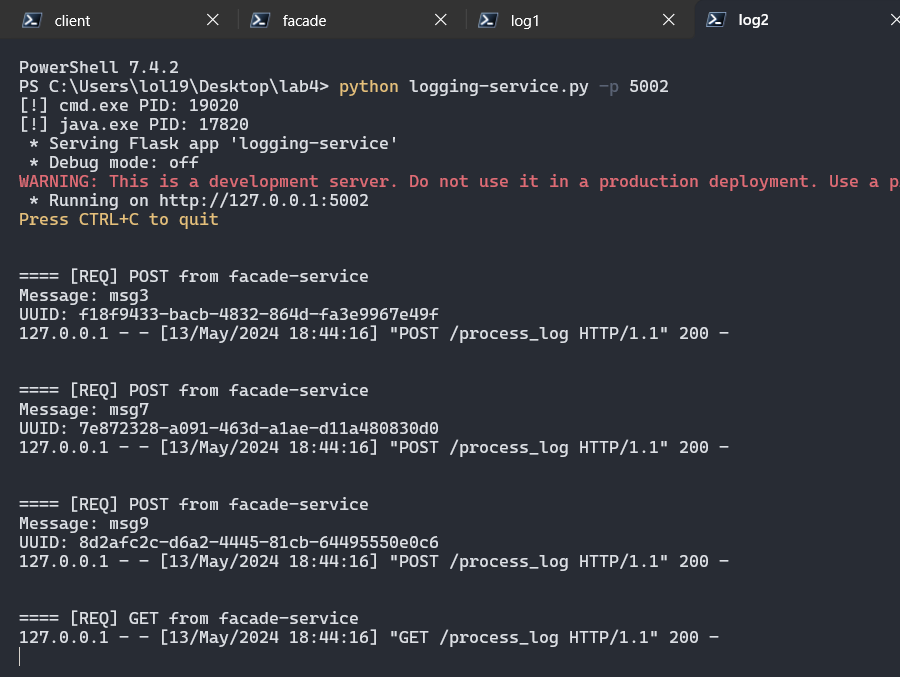 client
facade
log1
log2
PowerShell 7.4.2
PS C:\Users\lol19\Desktop\lab4> python logging-service.py -p 5002
[!] cmd.exe PID: 19020
[!] java.exe PID: 17820
 * Serving Flask app 'logging-service'
 * Debug mode: off
WARNING: This is a development server. Do not use it in a production deployment. Use a p
 * Running on http://127.0.0.1:5002
Press CTRL+C to quit
==== [REQ] POST from facade-service
Message: msg3
UUID: f18f9433-bacb-4832-864d-fa3e9967e49f
127.0.0.1 - - [13/May/2024 18:44:16] "POST /process_log HTTP/1.1" 200 -
==== [REQ] POST from facade-service
Message: msg7
UUID: 7e872328-a091-463d-a1ae-d11a480830d0
127.0.0.1 - - [13/May/2024 18:44:16] "POST /process_log HTTP/1.1" 200 -
==== [REQ] POST from facade-service
Message: msg9
UUID: 8d2afc2c-d6a2-4445-81cb-64495550e0c6
127.0.0.1 - - [13/May/2024 18:44:16] "POST /process_log HTTP/1.1" 200 -
==== [REQ] GET from facade-service
127.0.0.1 - - [13/May/2024 18:44:16] "GET /process_log HTTP/1.1" 200 -